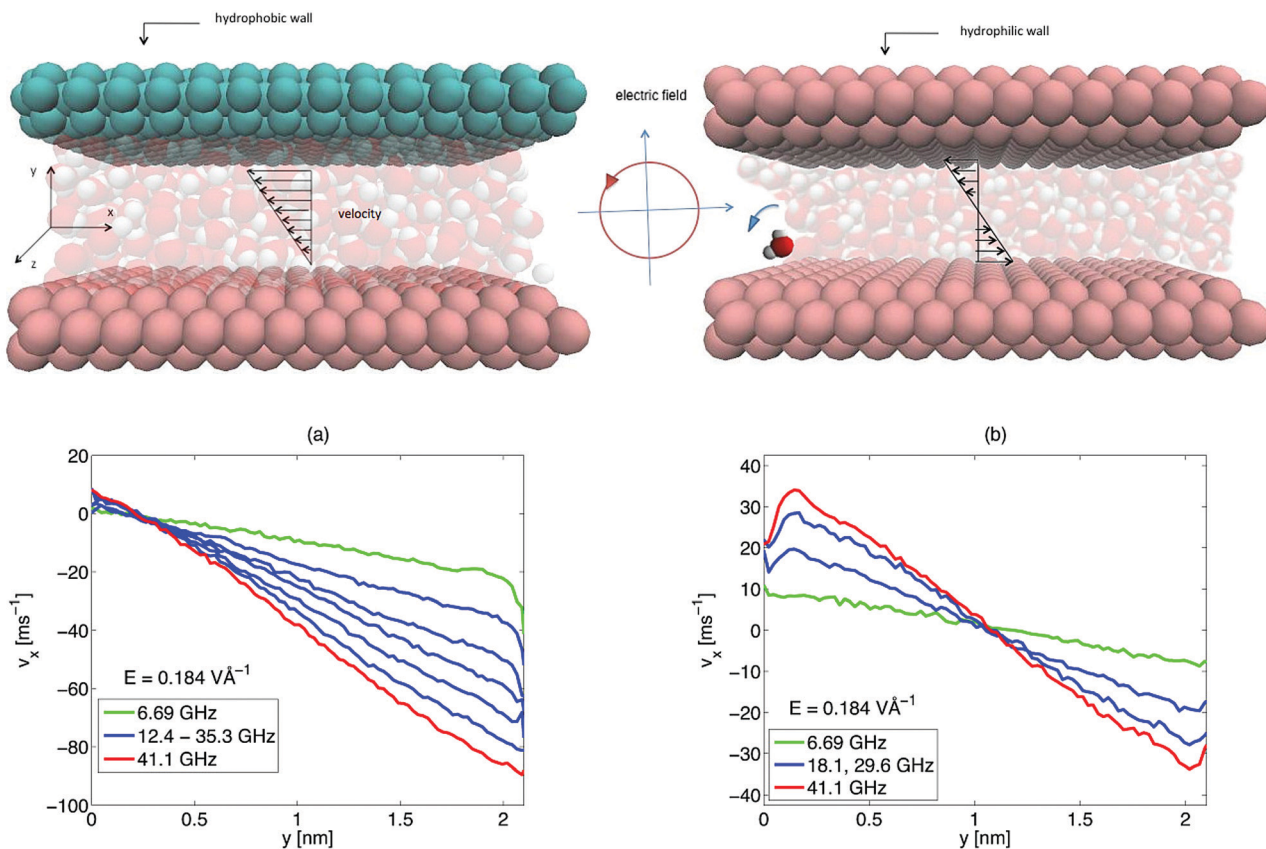 hydrophobic wall
hydrophilic wall
electric field
velocity
y
x
z
(a)
20
0
−20
−40
−60
−80
−100
v_x [ms⁻¹]
E = 0.184 VÅ⁻¹
6.69 GHz
12.4 − 35.3 GHz
41.1 GHz
0
0.5
1
1.5
2
y [nm]
(b)
40
30
20
10
0
−10
−20
−30
−40
v_x [ms⁻¹]
E = 0.184 VÅ⁻¹
6.69 GHz
18.1, 29.6 GHz
41.1 GHz
0
0.5
1
1.5
2
y [nm]